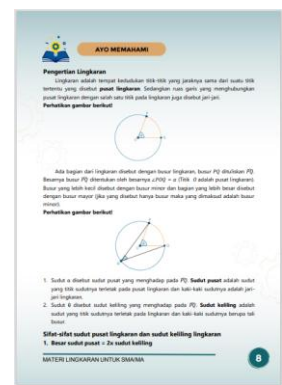 AYO MEMAHAMI
Pengertian Lingkaran
Lingkaran adalah tempat kedudukan titik-titik yang jaraknya sama dari suatu titik
tertentu yang disebut pusat lingkaran. Sedangkan ruas garis yang menghubungkan
pusat lingkaran dengan salah satu titik pada lingkaran juga disebut jari-jari.
Perhatikan gambar berikut!
Ada bagian dari lingkaran disebut dengan busur lingkaran, busur PQ dituliskan PQ.
Besarnya busur PQ ditentukan oleh besarnya ∠POQ = α (Titik O adalah pusat lingkaran).
Busur yang lebih kecil disebut dengan busur minor dan bagian yang lebih besar disebut
dengan busur mayor (jika yang disebut hanya busur maka yang dimaksud adalah busur
minor).
Perhatikan gambar berikut!
1. Sudut α disebut sudut pusat yang menghadap pada PQ. Sudut pusat adalah sudut
yang titik sudutnya terletak pada pusat lingkaran dan kaki-kaki sudutnya adalah jari-
jari lingkaran.
2. Sudut θ disebut sudut keliling yang menghadap pada PQ. Sudut keliling adalah
sudut yang titik sudutnya terletak pada lingkaran dan kaki-kaki sudutnya berupa tali
busur.
Sifat-sifat sudut pusat lingkaran dan sudut keliling lingkaran
1. Besar sudut pusat = 2x sudut keliling
MATERI LINGKARAN UNTUK SMA/MA
8